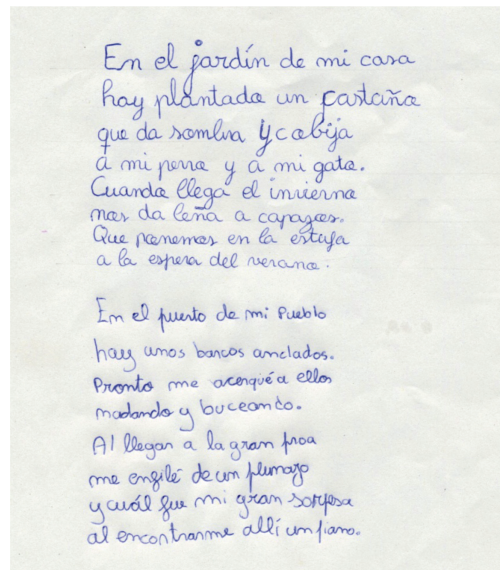 En el jardín de mi casa
hay plantado un castaño
que da sombra y cobija
a mi perro y a mi gato.
Cuando llega el invierno
nos da leña a capazos.
Que ponemos en la estufa
a la espera del verano.
En el puerto de mi Pueblo
hay unos barcos anclados.
Pronto me acerqué a ellos
nadando y buceando.
Al llegar a la gran proa
me enfilé de un plumazo
y cuál fue mi gran sorpresa
al encontrarme allí un piano.